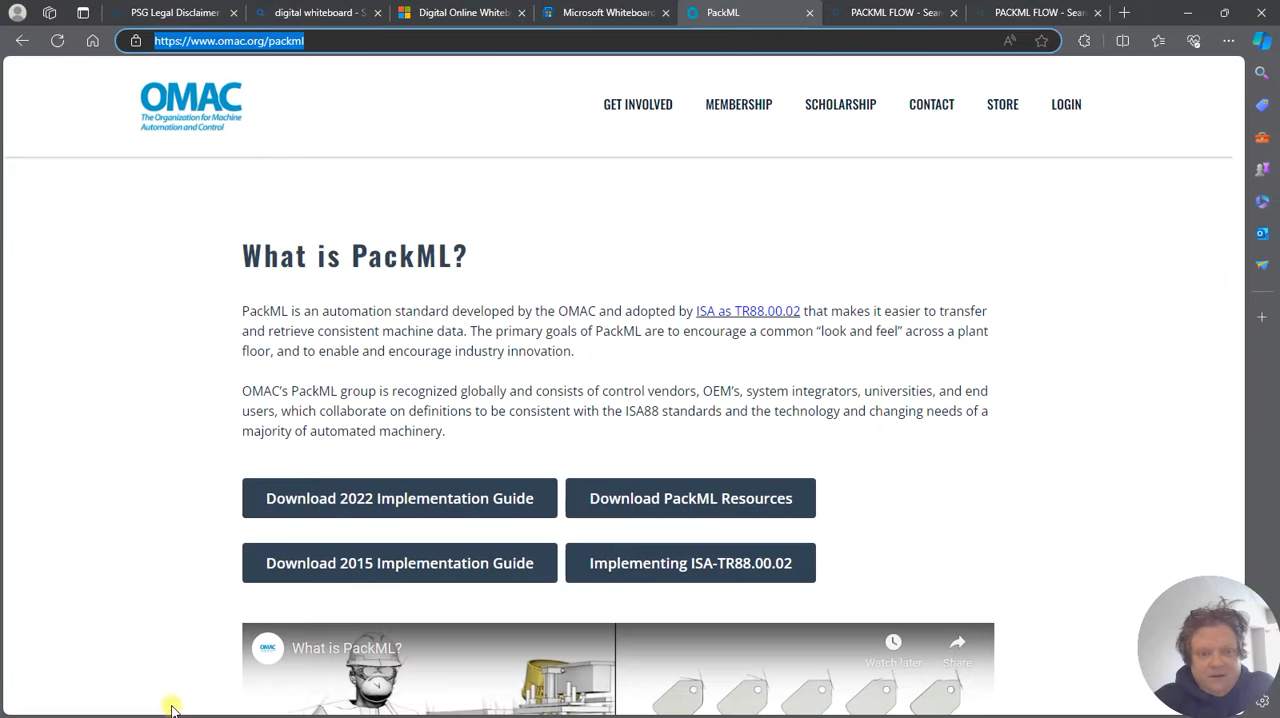 PSG Legal Disclaimer
digital whiteboard - S
Digital Online Whiteb
Microsoft Whiteboard
PackML
PACKML FLOW - Sear
PACKML FLOW - Sear
https://www.omac.org/packml
OMAC
The Organization for Machine
Automation and Control
GET INVOLVED
MEMBERSHIP
SCHOLARSHIP
CONTACT
STORE
LOGIN
What is PackML?
PackML is an automation standard developed by the OMAC and adopted by ISA as TR88.00.02 that makes it easier to transfer
and retrieve consistent machine data. The primary goals of PackML are to encourage a common “look and feel” across a plant
floor, and to enable and encourage industry innovation.
OMAC’s PackML group is recognized globally and consists of control vendors, OEM’s, system integrators, universities, and end
users, which collaborate on definitions to be consistent with the ISA88 standards and the technology and changing needs of a
majority of automated machinery.
Download 2022 Implementation Guide
Download PackML Resources
Download 2015 Implementation Guide
Implementing ISA-TR88.00.02
OMAC
What is PackML?
Watch later
Share